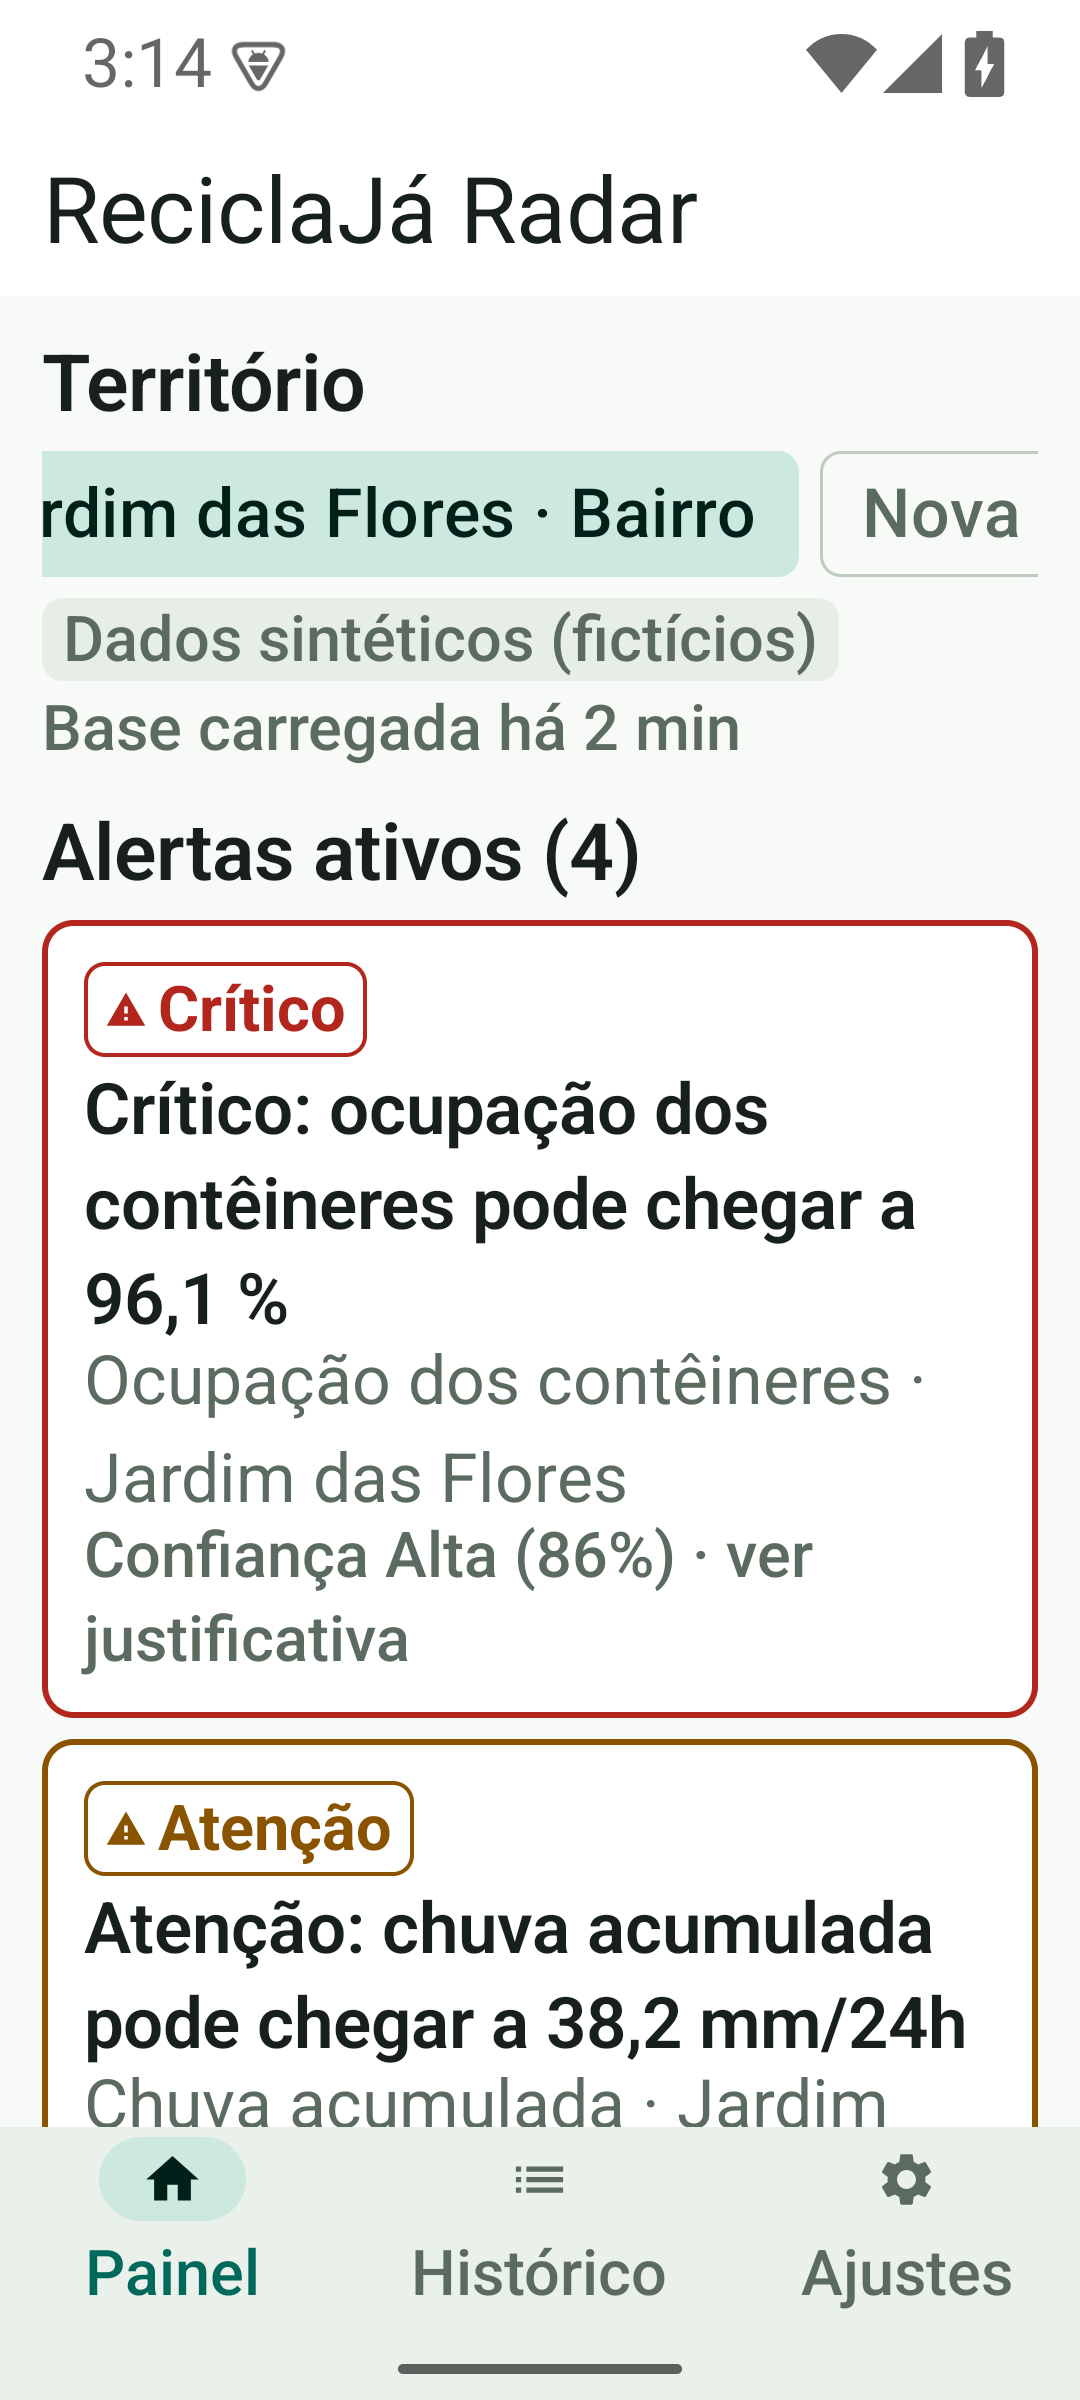 3:14
ReciclaJá Radar
Território
rdim das Flores · Bairro
Nova
Dados sintéticos (fictícios)
Base carregada há 2 min
Alertas ativos (4)
Crítico
Crítico: ocupação dos
contêineres pode chegar a
96,1 %
Ocupação dos contêineres ·
Jardim das Flores
Confiança Alta (86%) · ver
justificativa
Atenção
Atenção: chuva acumulada
pode chegar a 38,2 mm/24h
Chuva acumulada · Jardim
Painel
Histórico
Ajustes